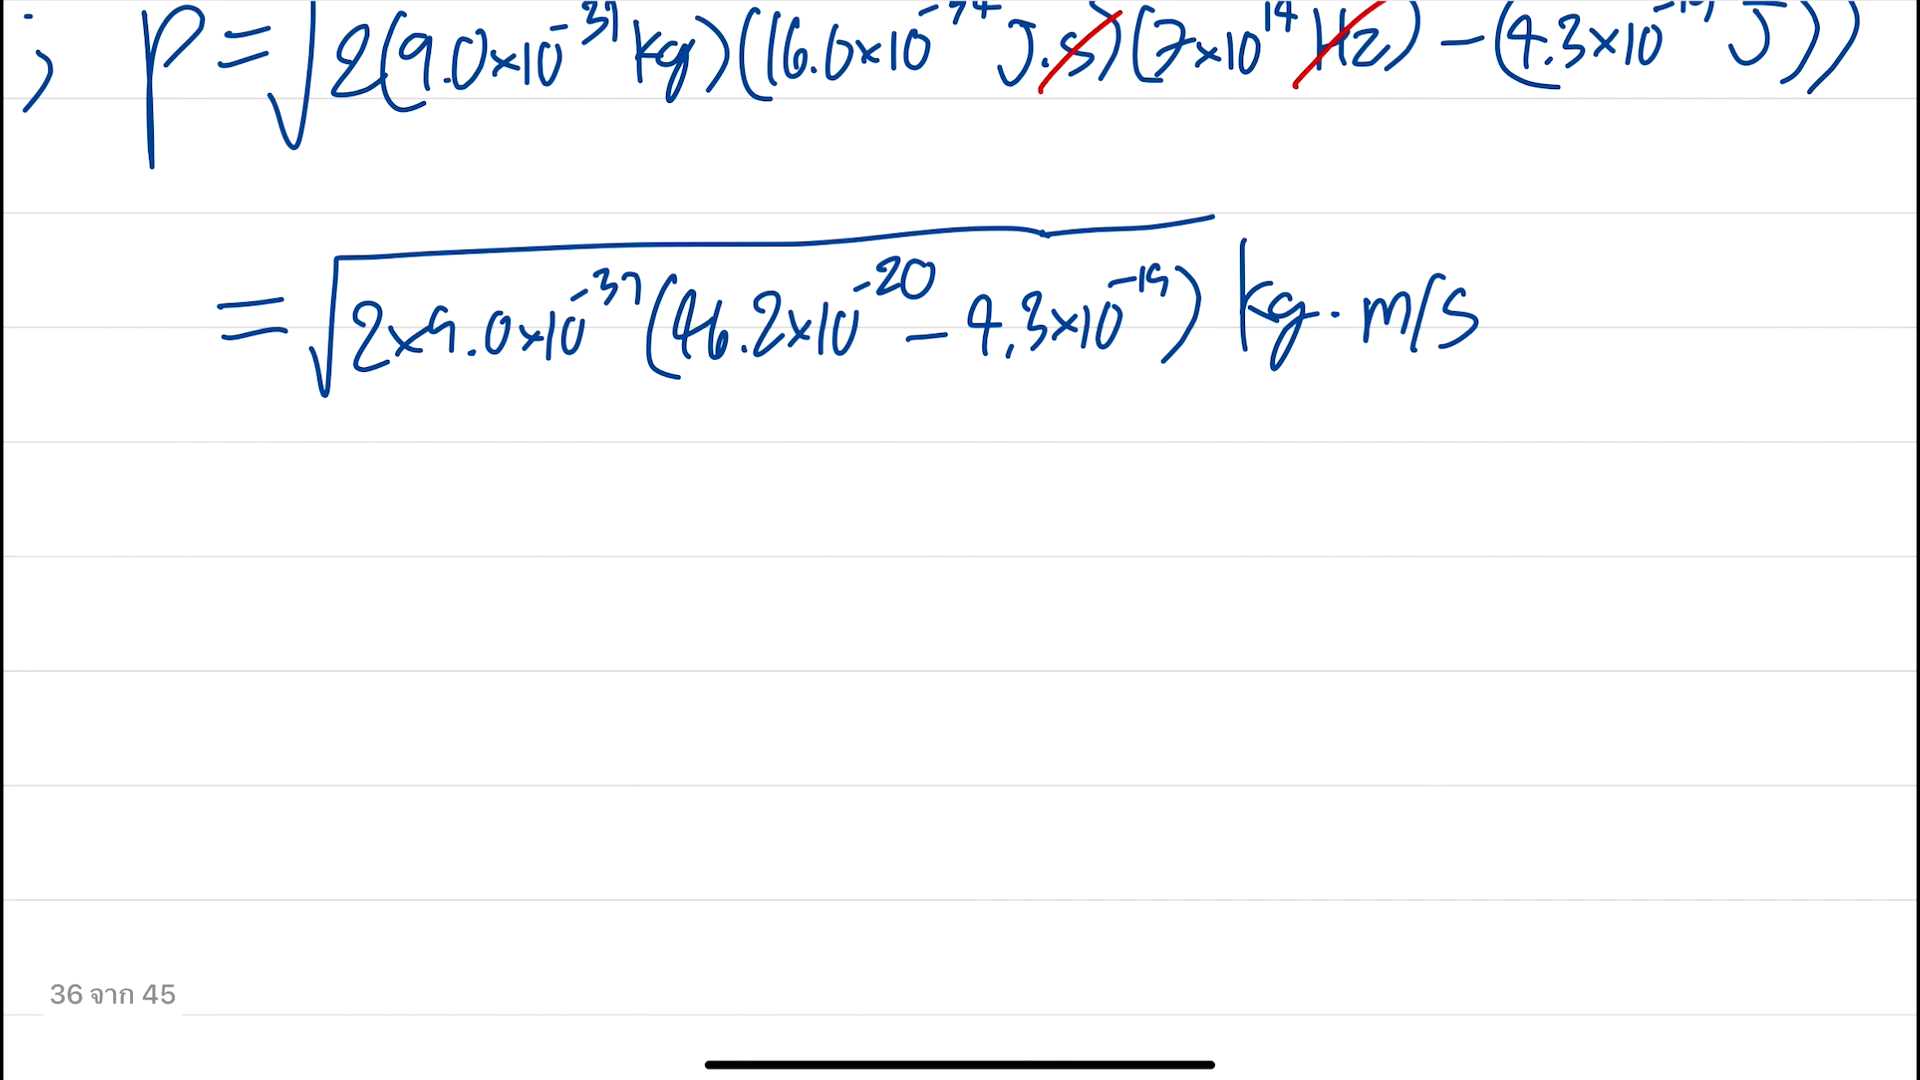 ; P = √2(9.0×10⁻³¹ kg)((6.6×10⁻³⁴ J.s)(7×10¹⁴ Hz) − (4.3×10⁻¹⁹ J))
= √2×9.0×10⁻³¹(46.2×10⁻²⁰ − 4.3×10⁻¹⁹) kg · m/s
36 จาก 45